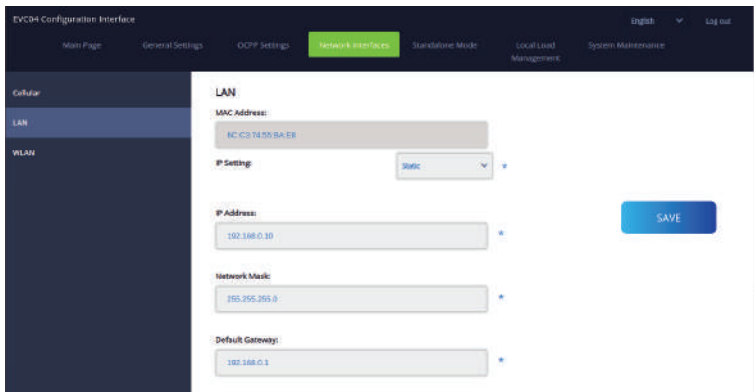 EVC04 Configuration Interface
English
Log out
Main Page
General Settings
OCPP Settings
Network Interfaces
Standalone Mode
Local Load
Management
System Maintenance
Cellular
LAN
WLAN
LAN
MAC Address:
6C:C3:74:55:BA:E8
IP Setting:
Static
*
IP Address:
192.168.0.10
*
SAVE
Network Mask:
255.255.255.0
*
Default Gateway:
192.168.0.1
*